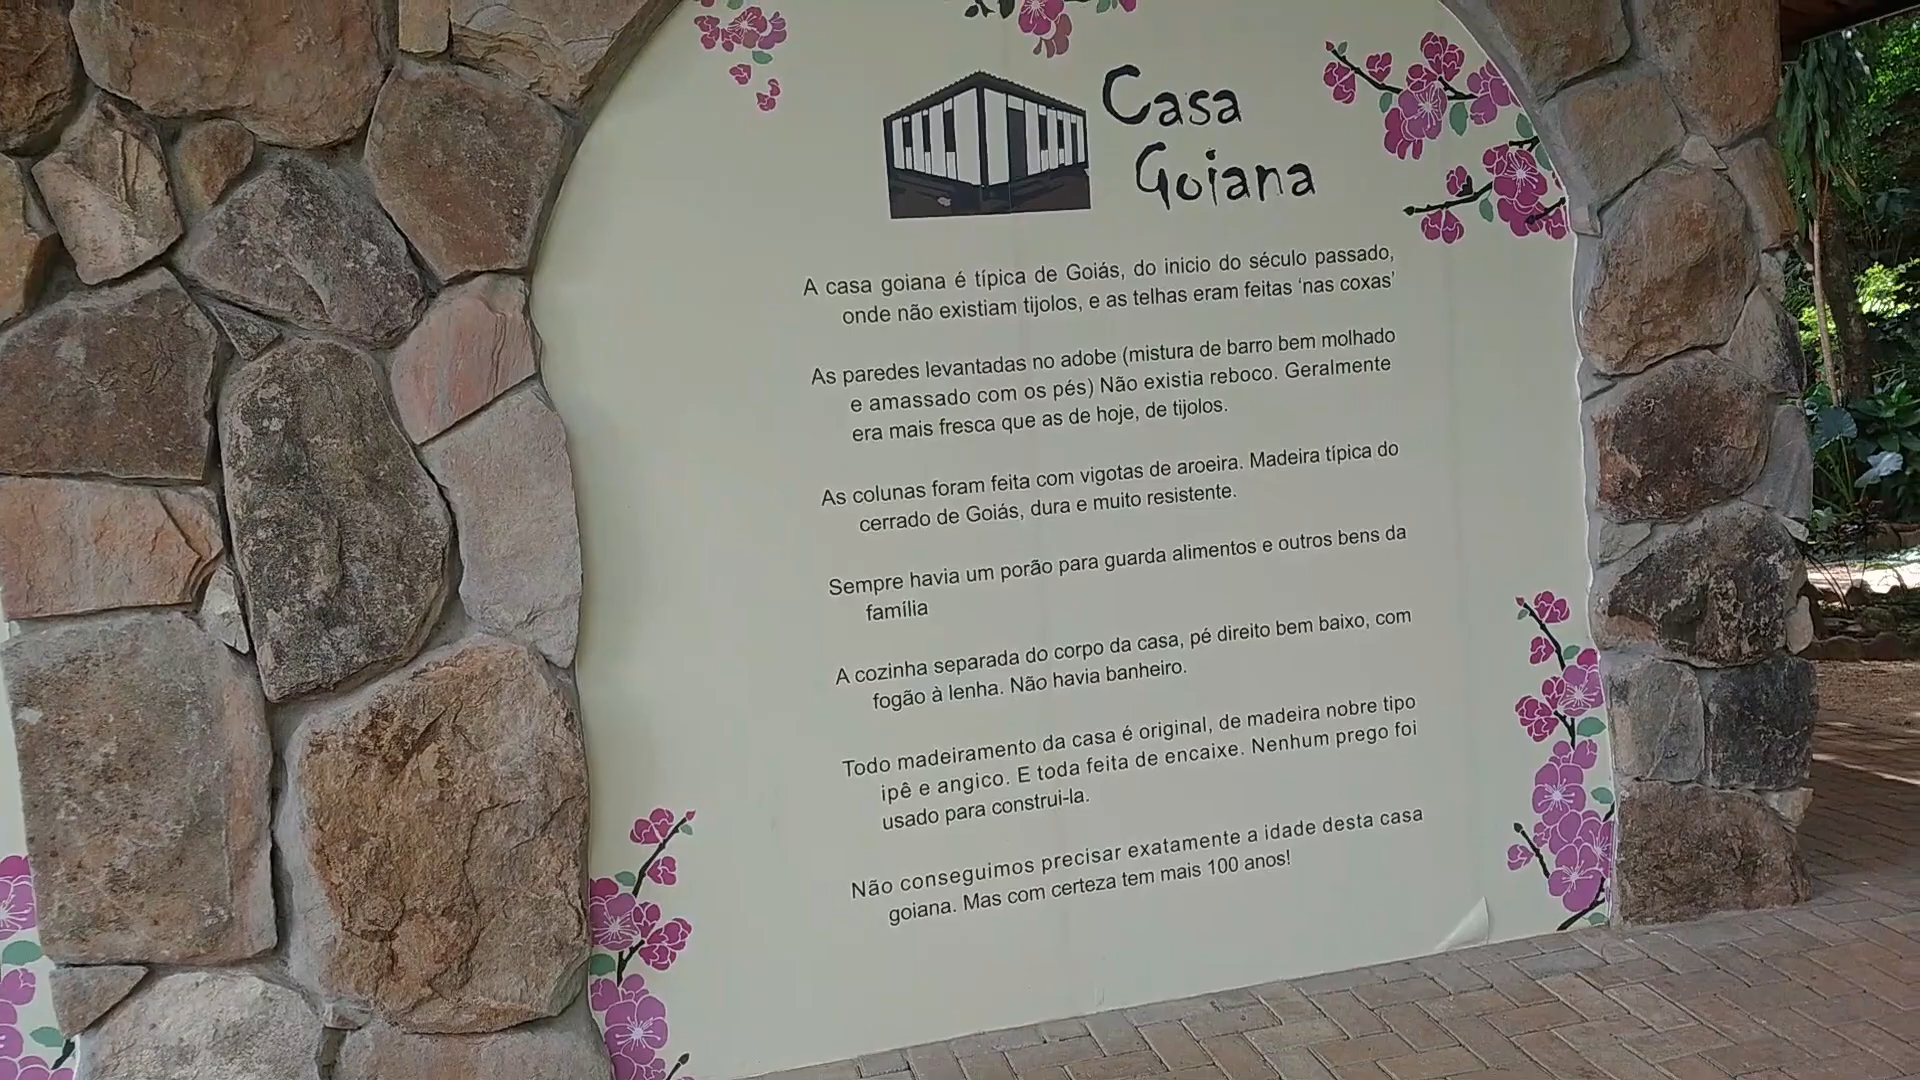 Casa
Goiana
A casa goiana é típica de Goiás, do inicio do século passado,
onde não existiam tijolos, e as telhas eram feitas ‘nas coxas’
As paredes levantadas no adobe (mistura de barro bem molhado
e amassado com os pés) Não existia reboco. Geralmente
era mais fresca que as de hoje, de tijolos.
As colunas foram feita com vigotas de aroeira. Madeira típica do
cerrado de Goiás, dura e muito resistente.
Sempre havia um porão para guarda alimentos e outros bens da
família
A cozinha separada do corpo da casa, pé direito bem baixo, com
fogão à lenha. Não havia banheiro.
Todo madeiramento da casa é original, de madeira nobre tipo
ipê e angico. E toda feita de encaixe. Nenhum prego foi
usado para construi-la.
Não conseguimos precisar exatamente a idade desta casa
goiana. Mas com certeza tem mais 100 anos!